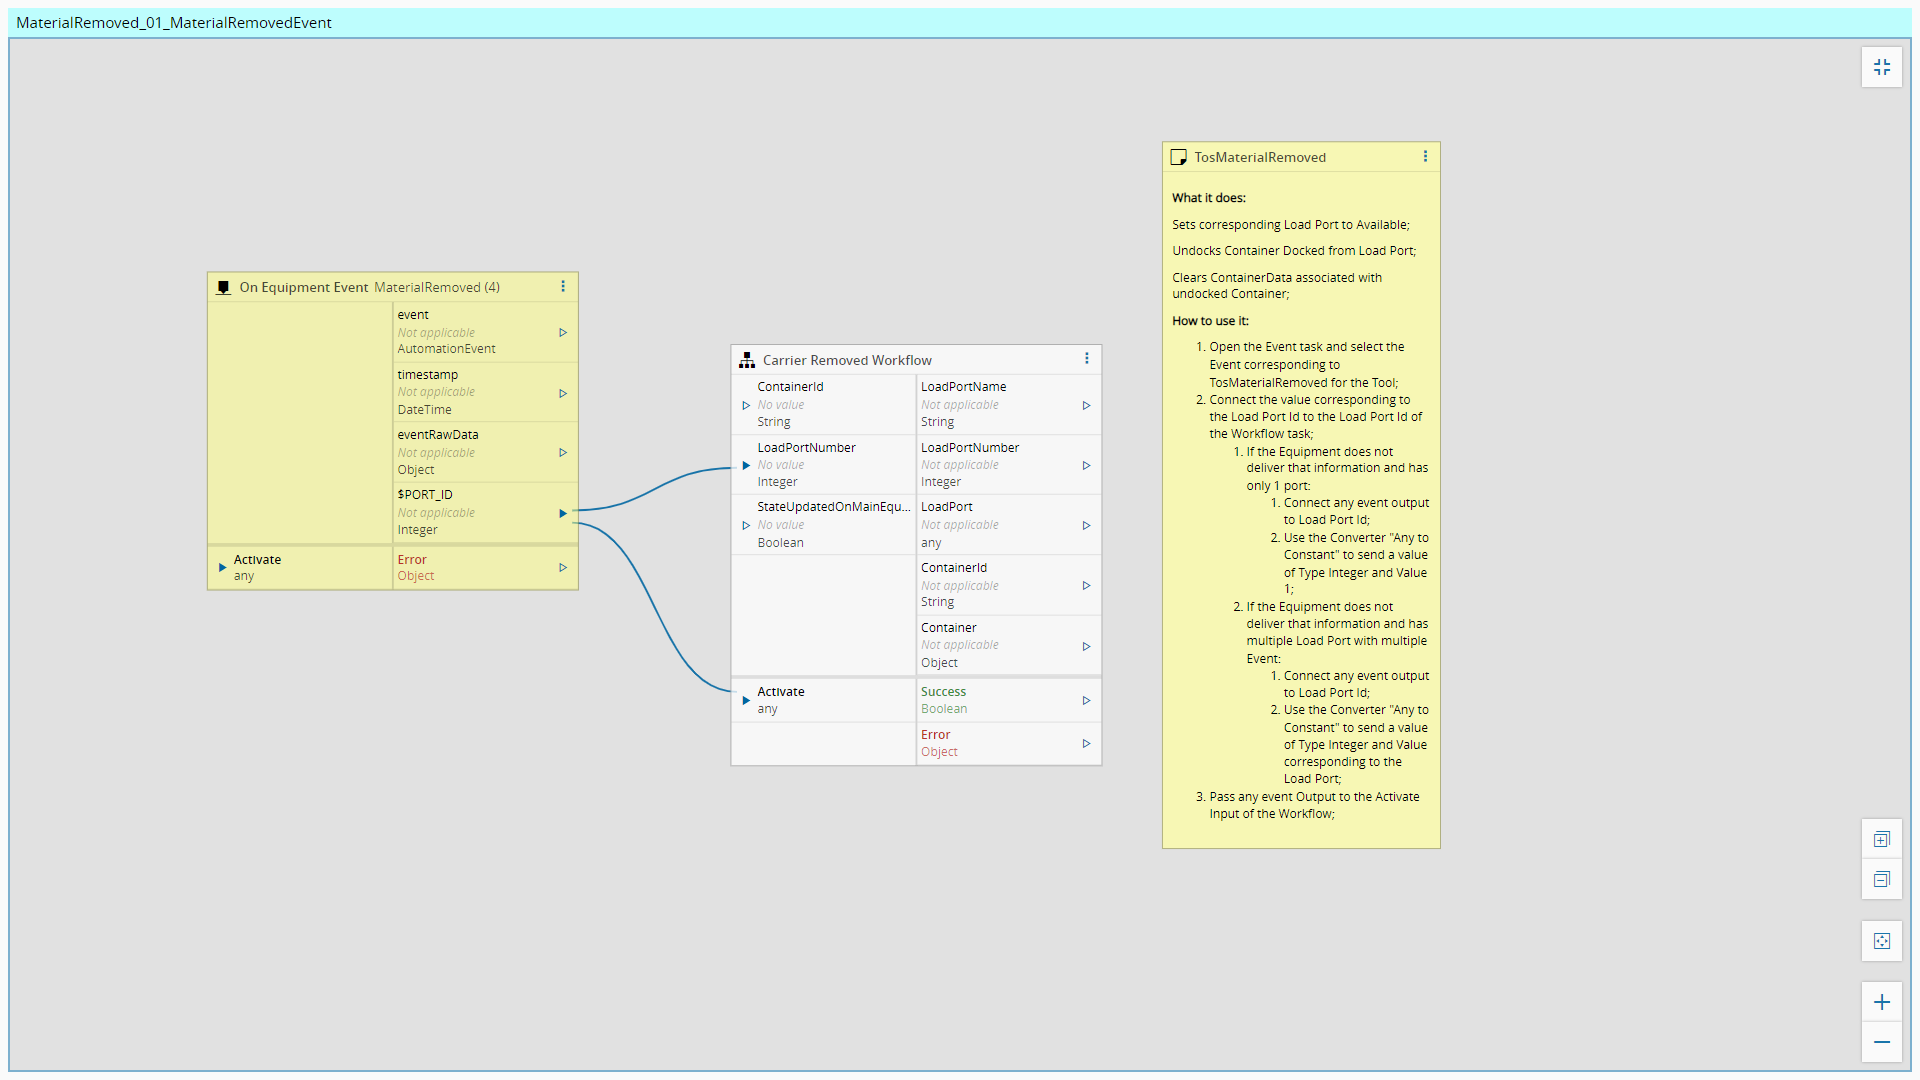 MaterialRemoved_01_MaterialRemovedEvent
On Equipment Event MaterialRemoved (4)
event
Not applicable
AutomationEvent
timestamp
Not applicable
DateTime
eventRawData
Not applicable
Object
$PORT_ID
Not applicable
Integer
Activate
any
Error
Object
Carrier Removed Workflow
ContainerId
No value
String
LoadPortNumber
No value
Integer
StateUpdatedOnMainEqu...
No value
Boolean
Activate
any
LoadPortName
Not applicable
String
LoadPortNumber
Not applicable
Integer
LoadPort
Not applicable
any
ContainerId
Not applicable
String
Container
Not applicable
Object
Success
Boolean
Error
Object
TosMaterialRemoved
What it does:
Sets corresponding Load Port to Available;
Undocks Container Docked from Load Port;
Clears ContainerData associated with
undocked Container;
How to use it:
1. Open the Event task and select the
Event corresponding to
TosMaterialRemoved for the Tool;
2. Connect the value corresponding to
the Load Port Id to the Load Port Id of
the Workflow task;
1. If the Equipment does not
deliver that information and has
only 1 port:
1. Connect any event output
to Load Port Id;
2. Use the Converter "Any to
Constant" to send a value
of Type Integer and Value
1;
2. If the Equipment does not
deliver that information and has
multiple Load Port with multiple
Event:
1. Connect any event output
to Load Port Id;
2. Use the Converter "Any to
Constant" to send a value
of Type Integer and Value
corresponding to the
Load Port;
3. Pass any event Output to the Activate
Input of the Workflow;